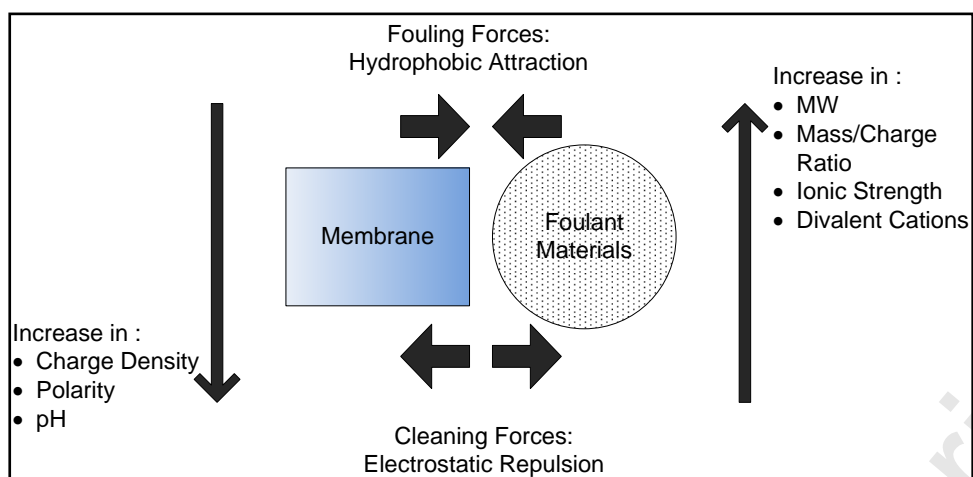 Fouling Forces:
Hydrophobic Attraction
Increase in :
• MW
• Mass/Charge
Ratio
• Ionic Strength
• Divalent Cations
Membrane
Foulant
Materials
Increase in :
• Charge Density
• Polarity
• pH
Cleaning Forces:
Electrostatic Repulsion